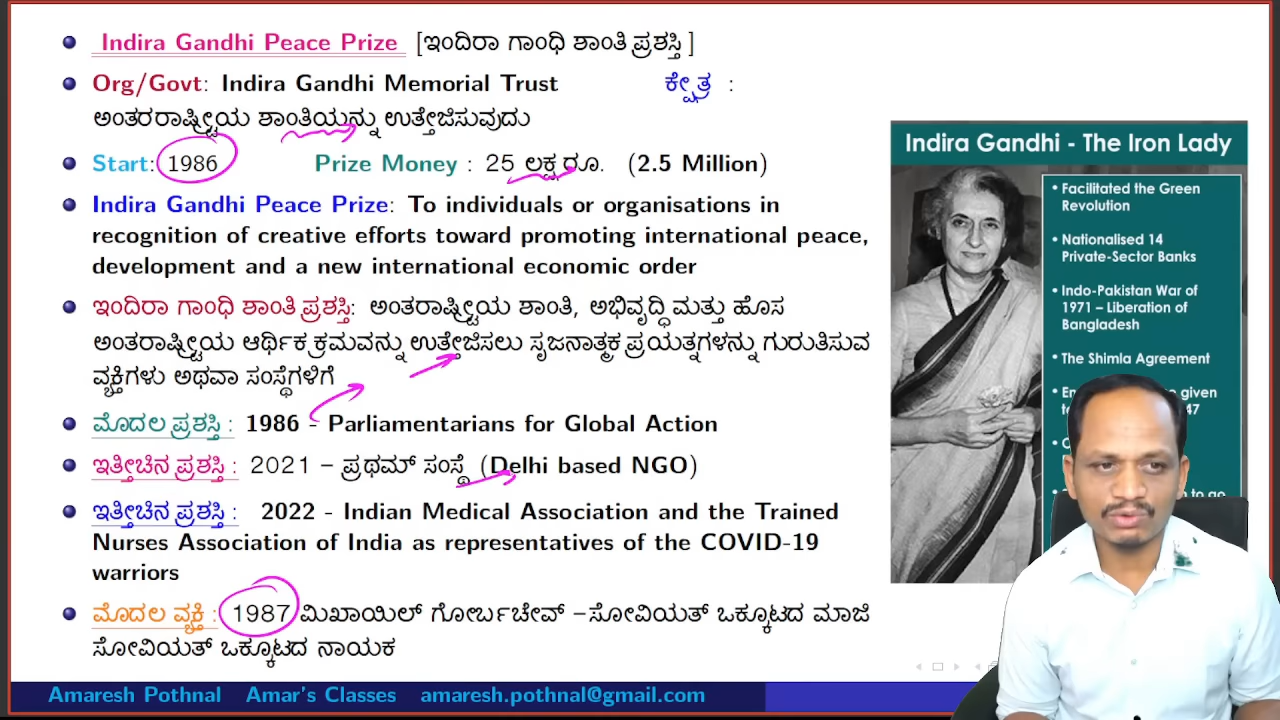 Indira Gandhi Peace Prize [ಇಂದಿರಾ ಗಾಂಧಿ ಶಾಂತಿ ಪ್ರಶಸ್ತಿ ]
Org/Govt: Indira Gandhi Memorial Trust ಕ್ಷೇತ್ರ :
ಅಂತರರಾಷ್ಟ್ರೀಯ ಶಾಂತಿಯನ್ನು ಉತ್ತೇಜಿಸುವುದು
Start: 1986 Prize Money : 25 ಲಕ್ಷ ರೂ. (2.5 Million)
Indira Gandhi Peace Prize: To individuals or organisations in
recognition of creative efforts toward promoting international peace,
development and a new international economic order
ಇಂದಿರಾ ಗಾಂಧಿ ಶಾಂತಿ ಪ್ರಶಸ್ತಿ: ಅಂತರಾಷ್ಟ್ರೀಯ ಶಾಂತಿ, ಅಭಿವೃದ್ಧಿ ಮತ್ತು ಹೊಸ
ಅಂತರಾಷ್ಟ್ರೀಯ ಆರ್ಥಿಕ ಕ್ರಮವನ್ನು ಉತ್ತೇಜಿಸಲು ಸೃಜನಾತ್ಮಕ ಪ್ರಯತ್ನಗಳನ್ನು ಗುರುತಿಸುವ
ವ್ಯಕ್ತಿಗಳು ಅಥವಾ ಸಂಸ್ಥೆಗಳಿಗೆ
ಮೊದಲ ಪ್ರಶಸ್ತಿ : 1986 - Parliamentarians for Global Action
ಇತ್ತೀಚಿನ ಪ್ರಶಸ್ತಿ : 2021 – ಪ್ರಥಮ್ ಸಂಸ್ಥೆ (Delhi based NGO)
ಇತ್ತೀಚಿನ ಪ್ರಶಸ್ತಿ : 2022 - Indian Medical Association and the Trained
Nurses Association of India as representatives of the COVID-19
warriors
ಮೊದಲ ವ್ಯಕ್ತಿ : 1987 ಮಿಖಾಯಿಲ್ ಗೋರ್ಬಚೇವ್ –ಸೋವಿಯತ್ ಒಕ್ಕೂಟದ ಮಾಜಿ
ಸೋವಿಯತ್ ಒಕ್ಕೂಟದ ನಾಯಕ
Indira Gandhi - The Iron Lady
• Facilitated the Green
Revolution
• Nationalised 14
Private-Sector Banks
• Indo-Pakistan War of
1971 – Liberation of
Bangladesh
• The Shimla Agreement
given
47
to go
Amaresh Pothnal Amar's Classes amaresh.pothnal@gmail.com